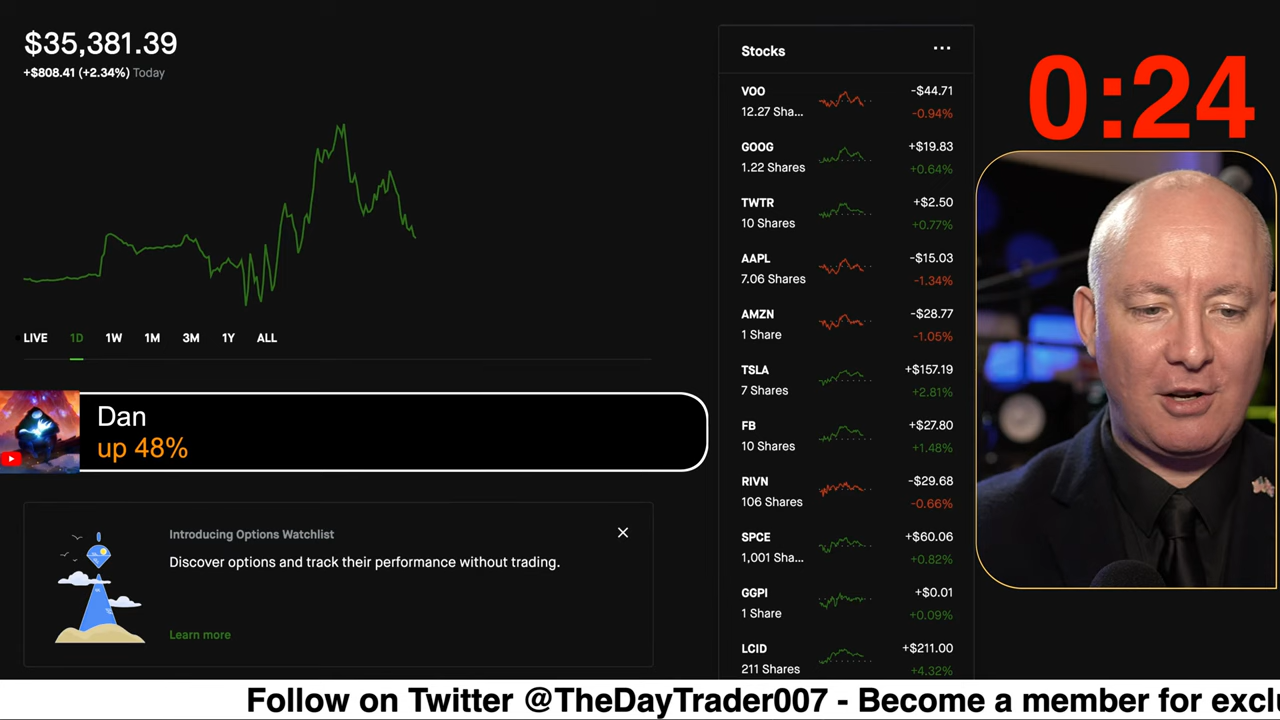 $35,381.39
+$808.41 (+2.34%) Today
LIVE 1D 1W 1M 3M 1Y ALL
Dan
up 48%
Introducing Options Watchlist
Discover options and track their performance without trading.
Learn more
Stocks
VOO -$44.71
12.27 Sha... -0.94%
GOOG +$19.83
1.22 Shares +0.64%
TWTR +$2.50
10 Shares +0.77%
AAPL -$15.03
7.06 Shares -1.34%
AMZN -$28.77
1 Share -1.05%
TSLA +$157.19
7 Shares +2.81%
FB +$27.80
10 Shares +1.48%
RIVN -$29.68
106 Shares -0.66%
SPCE +$60.06
1,001 Sha... +0.82%
GGPI +$0.01
1 Share +0.09%
LCID +$211.00
211 Shares +4.32%
0:24
Follow on Twitter @TheDayTrader007 - Become a member for exclu